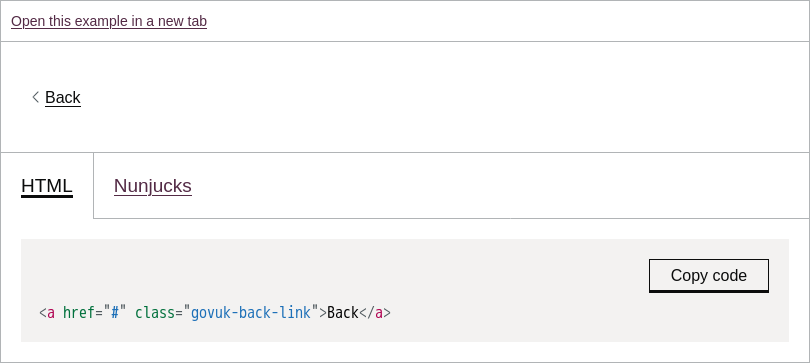 Open this example in a new tab
Back
HTML
Nunjucks
Copy code
<a href="#" class="govuk-back-link">Back</a>